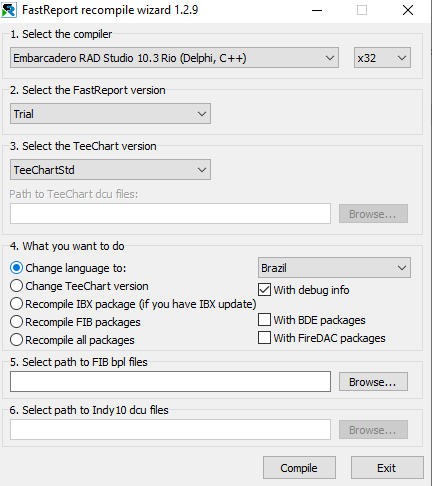 FastReport recompile wizard 1.2.9
1. Select the compiler
Embarcadero RAD Studio 10.3 Rio (Delphi, C++)
x32
2. Select the FastReport version
Trial
3. Select the TeeChart version
TeeChartStd
Path to TeeChart dcu files:
Browse...
4. What you want to do
Change language to:
Brazil
Change TeeChart version
With debug info
Recompile IBX package (if you have IBX update)
Recompile FIB packages
With BDE packages
Recompile all packages
With FireDAC packages
5. Select path to FIB bpl files
Browse...
6. Select path to Indy10 dcu files
Browse...
Compile
Exit